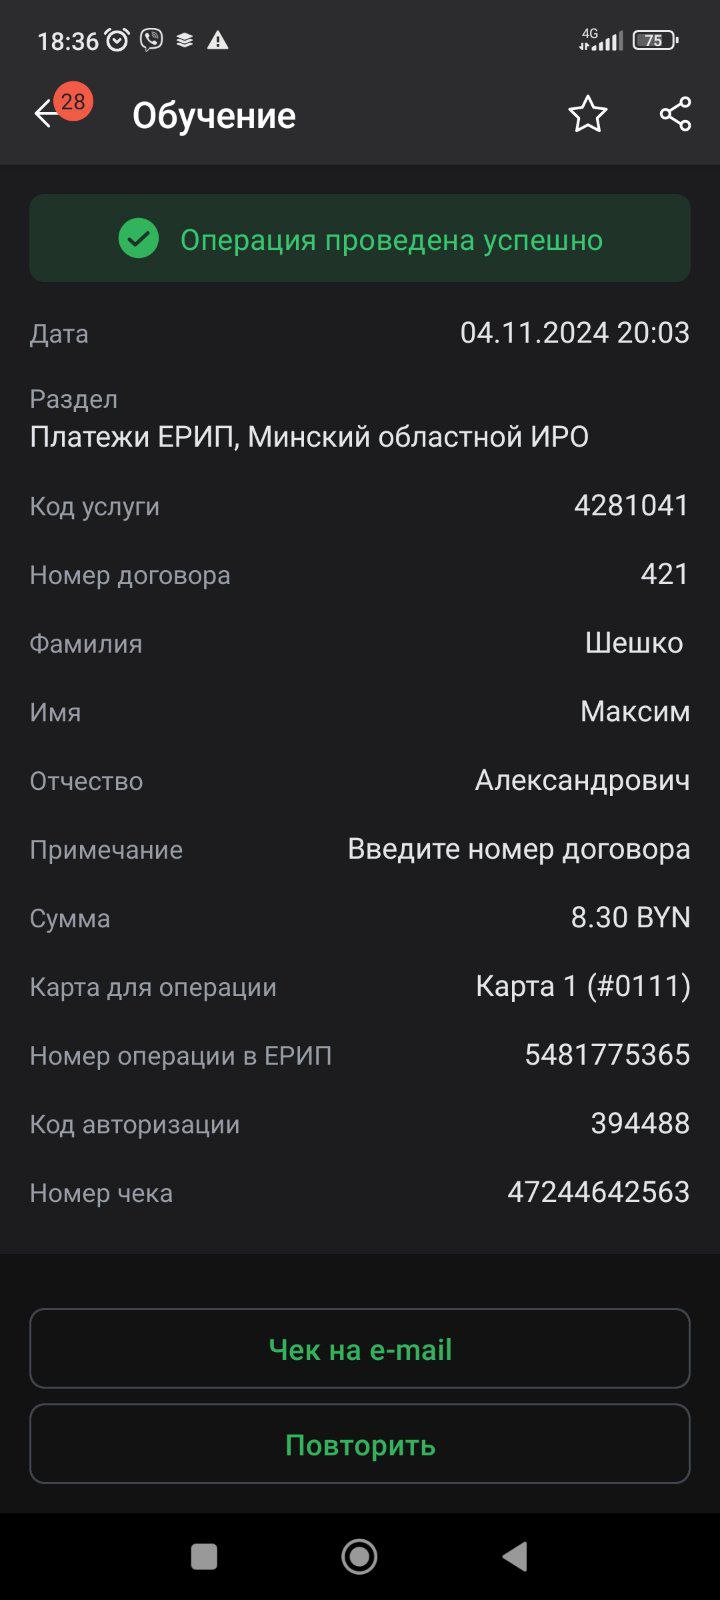 18:36
4G
75
28
Обучение
Операция проведена успешно
Дата 04.11.2024 20:03
Раздел
Платежи ЕРИП, Минский областной ИРО
Код услуги 4281041
Номер договора 421
Фамилия Шешко
Имя Максим
Отчество Александрович
Примечание Введите номер договора
Сумма 8.30 BYN
Карта для операции Карта 1 (#0111)
Номер операции в ЕРИП 5481775365
Код авторизации 394488
Номер чека 47244642563
Чек на e-mail
Повторить